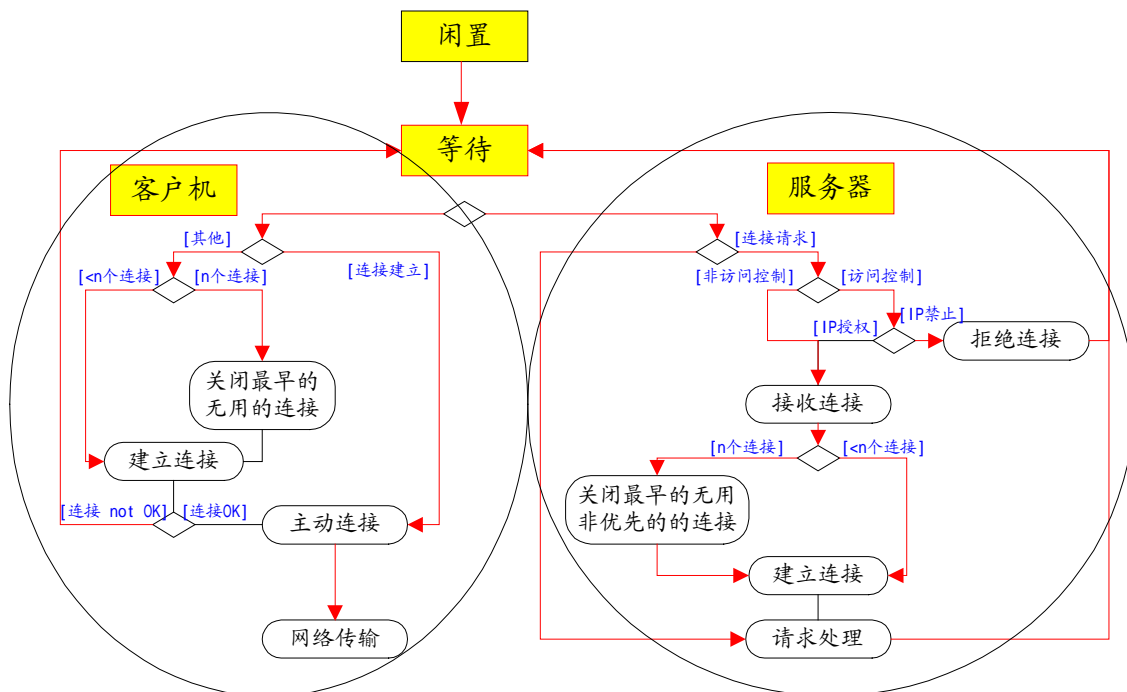 闲置
等待
客户机
服务器
[其他]
[连接请求]
[<n个连接]
[n个连接]
[连接建立]
[非访问控制]
[访问控制]
[IP授权]
[IP禁止]
拒绝连接
关闭最早的
无用的连接
接收连接
建立连接
[n个连接]
[<n个连接]
关闭最早的无用
非优先的的连接
[连接 not OK]
[连接OK]
主动连接
建立连接
网络传输
请求处理